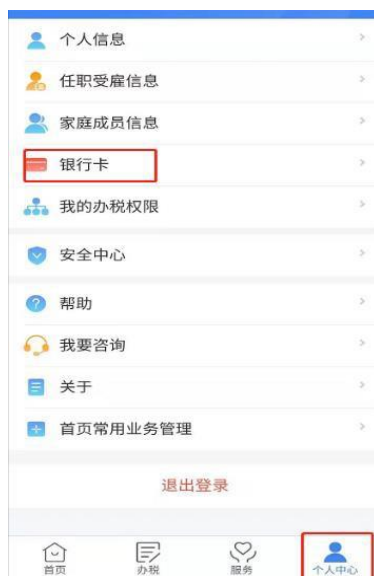 个人信息
任职受雇信息
家庭成员信息
银行卡
我的办税权限
安全中心
帮助
我要咨询
关于
首页常用业务管理
退出登录
首页 办税 服务 个人中心